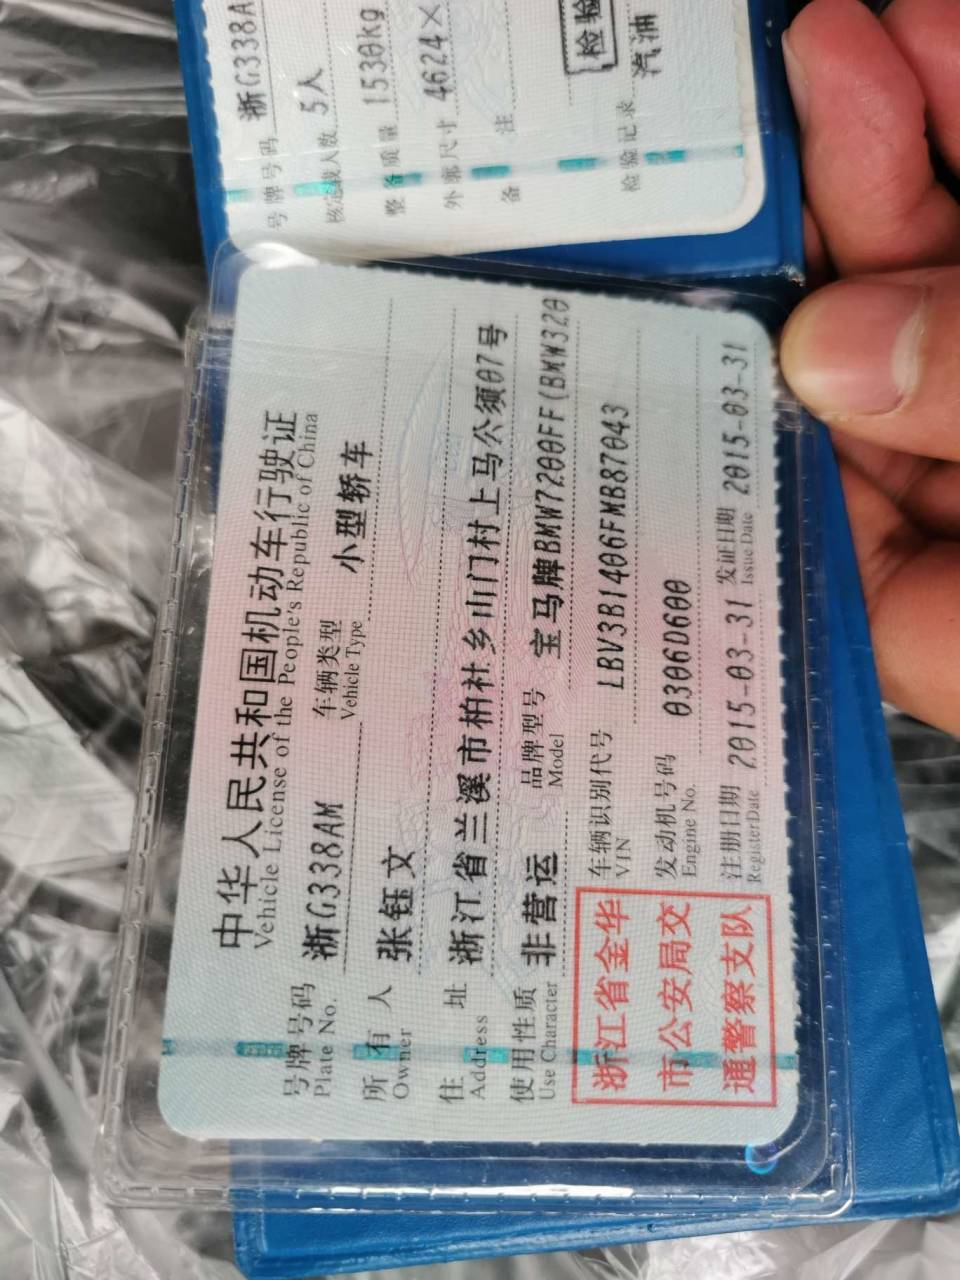 中华人民共和国机动车行驶证
Vehicle License of the People's Republic of China
号牌号码 浙G338AM 车辆类型 小型轿车
Plate No. Vehicle Type
所有人 张钰文
Owner
住址 浙江省兰溪市柏社乡山门村上马公须07号
Address
使用性质 非营运 品牌型号 宝马牌BMW7200FF(BMW320
Use Character Model
浙江省金华
市公安局交
通警察支队
车辆识别代号 LBV3B1406FMB87043
VIN
发动机号码 0306D600
Engine No.
注册日期 2015-03-31 发证日期 2015-03-31
Register Date Issue Date
号牌号码 浙G338A
核定载人数 5人
整备质量 1530kg
外廓尺寸 4624×
备注
检验
检验记录 汽油